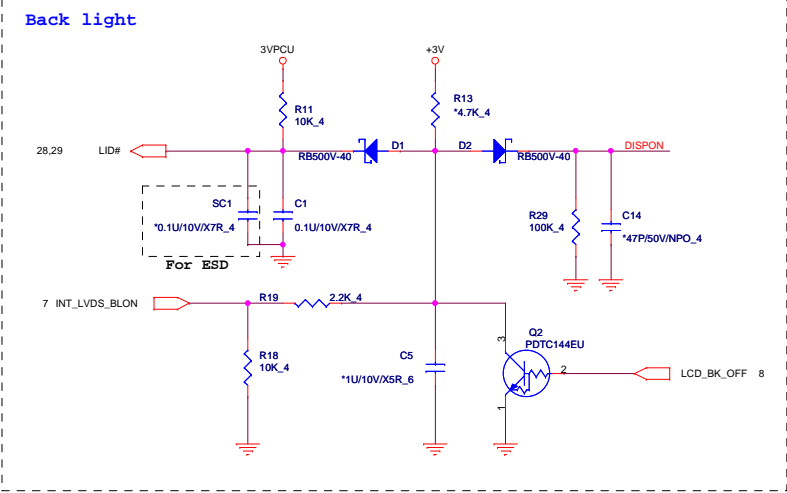 Back light
3VPCU
+3V
R11
10K_4
R13
*4.7K_4
28,29 LID#
D1
RB500V-40
D2
RB500V-40
DISPON
SC1
*0.1U/10V/X7R_4
C1
0.1U/10V/X7R_4
For ESD
R29
100K_4
C14
*47P/50V/NPO_4
7 INT_LVDS_BLON
R19 2.2K_4
R18
10K_4
C5
*1U/10V/X5R_6
Q2
PDTC144EU
3
2
1
LCD_BK_OFF 8